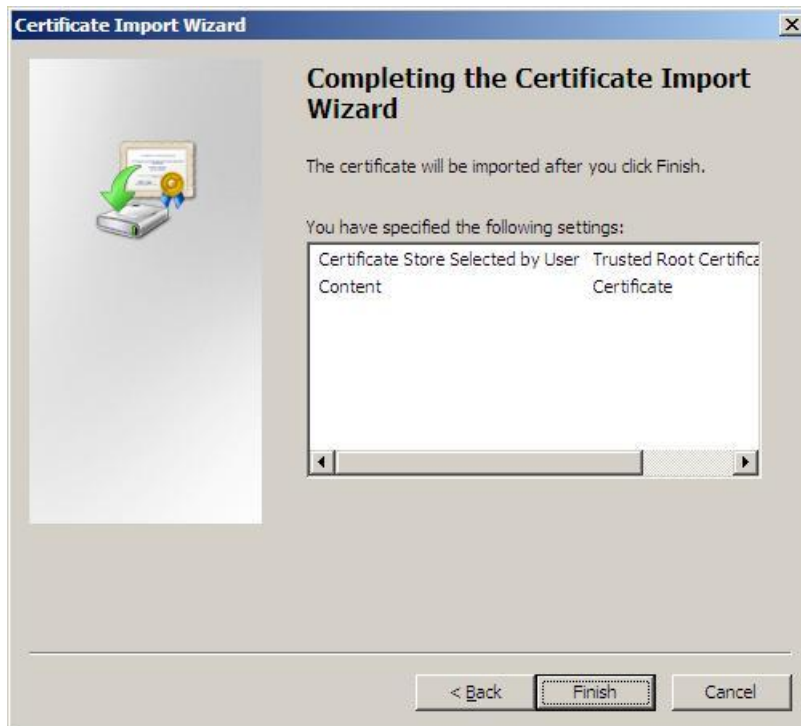 Certificate Import Wizard
Completing the Certificate Import
Wizard
The certificate will be imported after you click Finish.
You have specified the following settings:
Certificate Store Selected by User Trusted Root Certifica
Content Certificate
< Back Finish Cancel